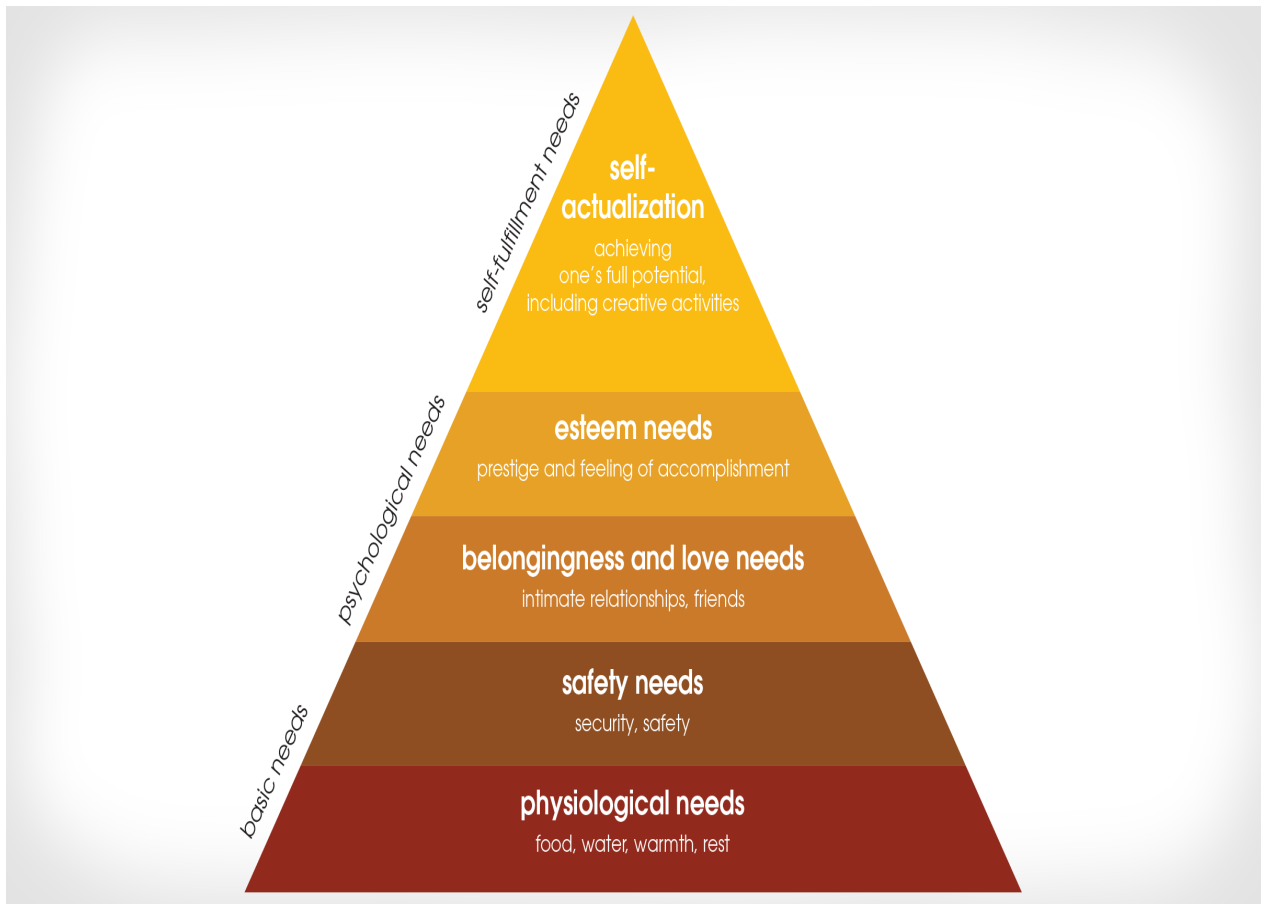 self-fulfillment needs
self-
actualization
achieving
one's full potential,
including creative activities
psychological needs
esteem needs
prestige and feeling of accomplishment
belongingness and love needs
intimate relationships, friends
basic needs
safety needs
security, safety
physiological needs
food, water, warmth, rest